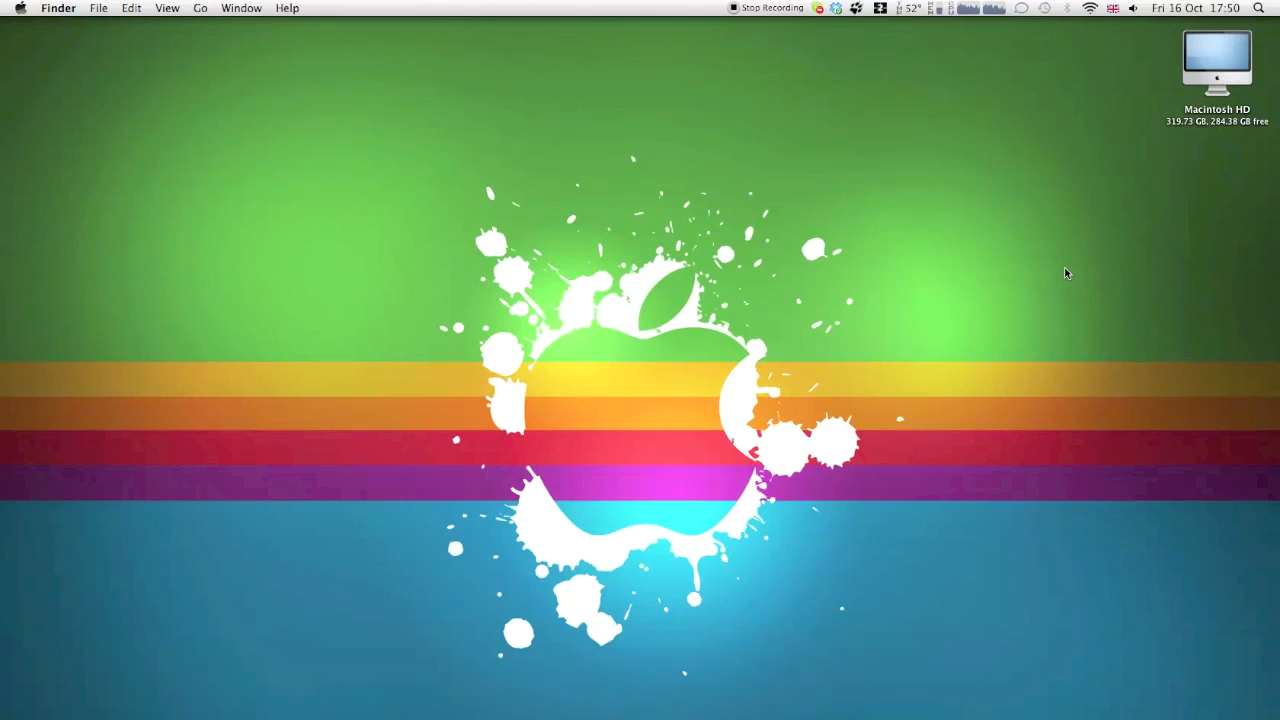 Finder File Edit View Go Window Help Stop Recording 52° Fri 16 Oct 17:50
Macintosh HD
319.73 GB, 284.38 GB free